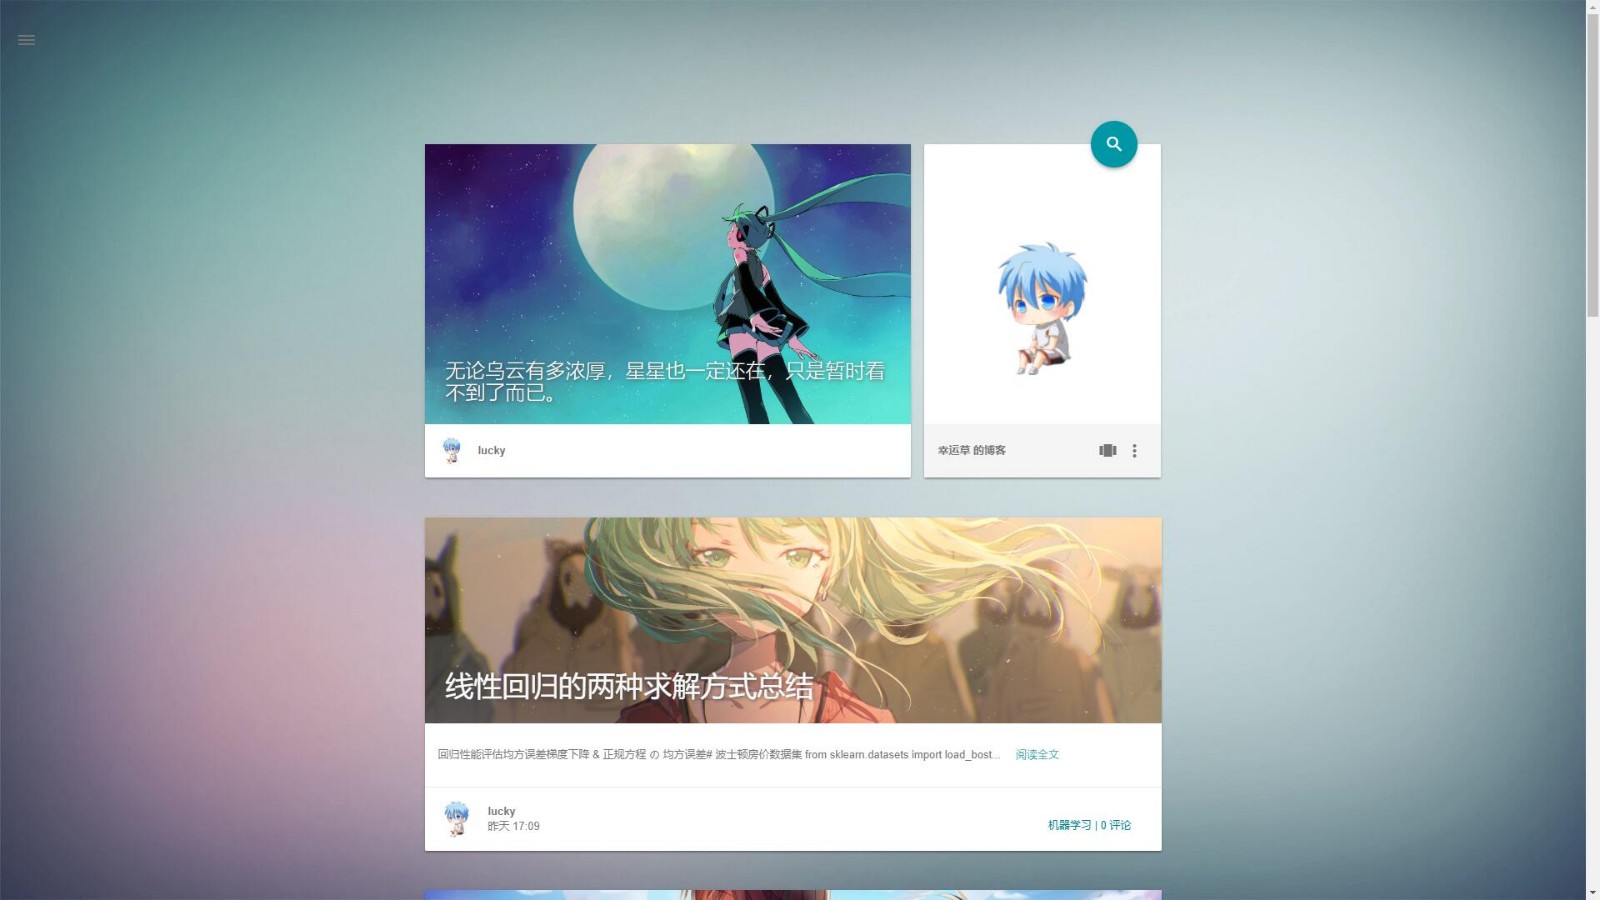 无论乌云有多浓厚，星星也一定还在，只是暂时看
不到了而已。
lucky
幸运草 的博客
线性回归的两种求解方式总结
回归性能评估均方误差梯度下降 & 正规方程 の 均方误差# 波士顿房价数据集 from sklearn.datasets import load_bost... 阅读全文
lucky
昨天 17:09
机器学习 | 0 评论